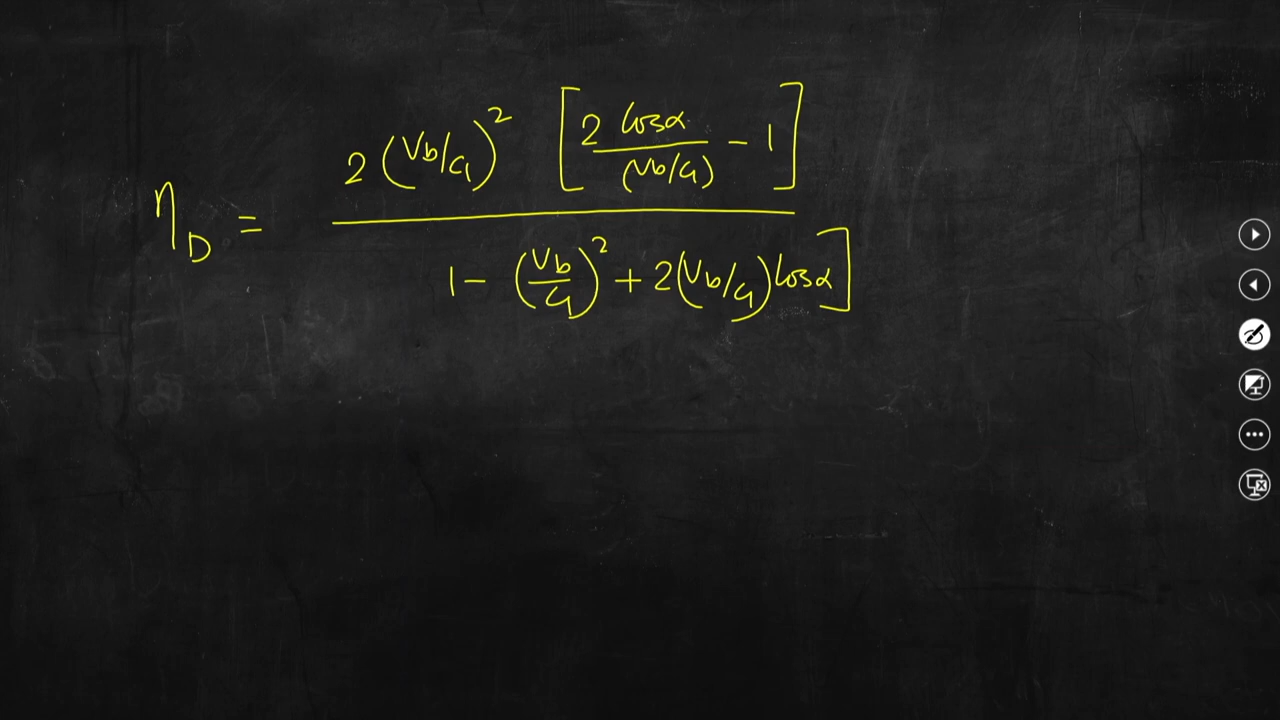 η_D = 2 (Vb/C₁)² [2 cosα / (Vb/C₁) - 1]
1 - (Vb/C₁)² + 2(Vb/C₁)cosα]